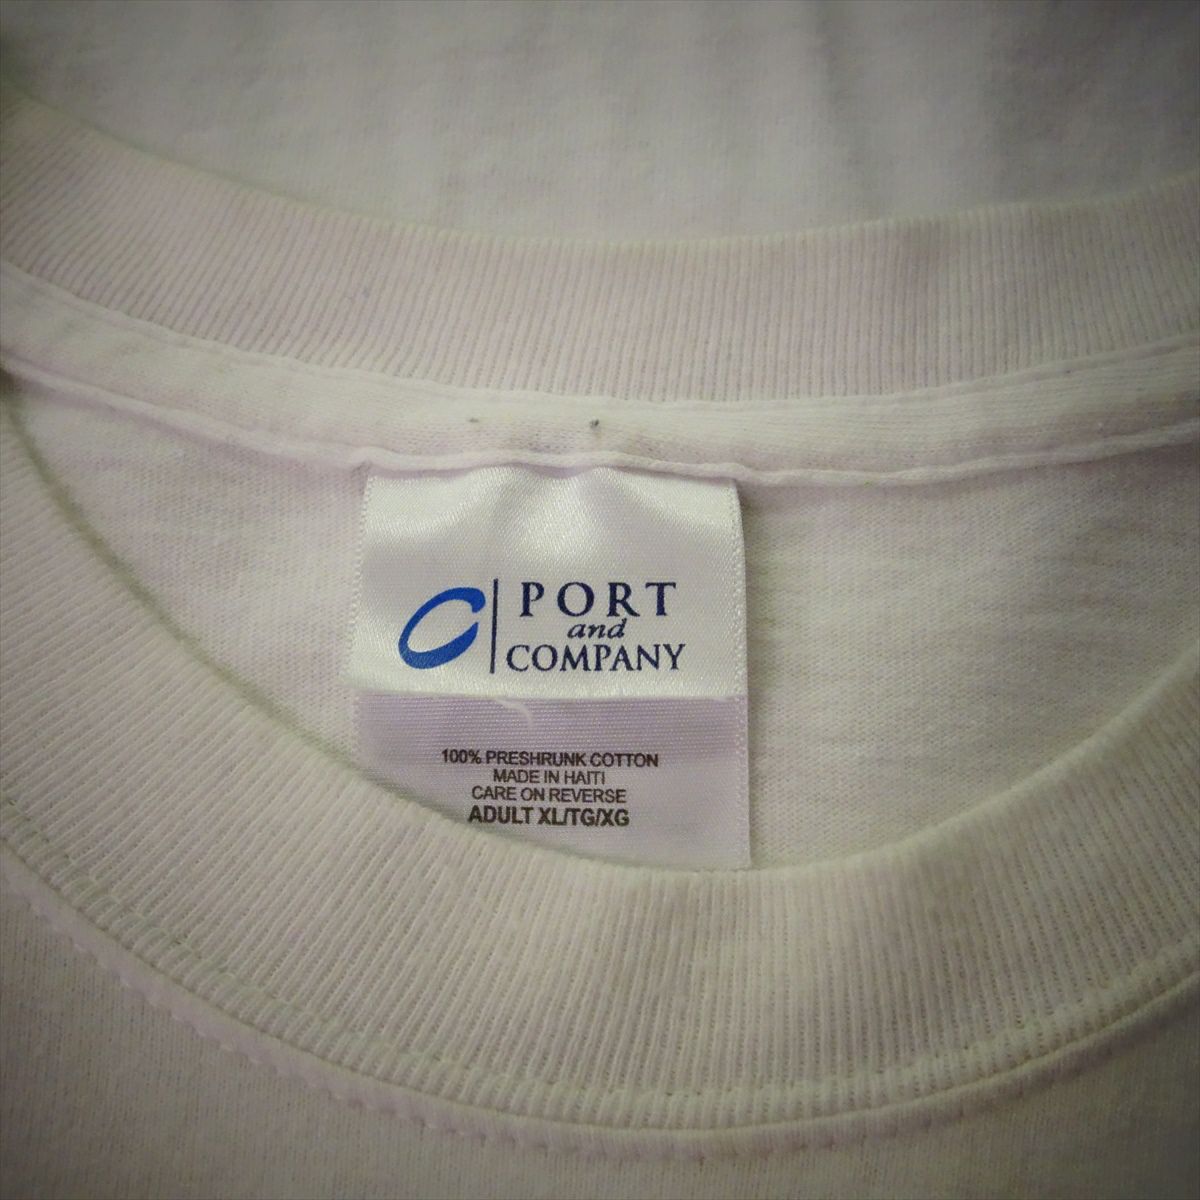 PORT
and
COMPANY
100% PRESHRUNK COTTON
MADE IN HAITI
CARE ON REVERSE
ADULT XL/TG/XG